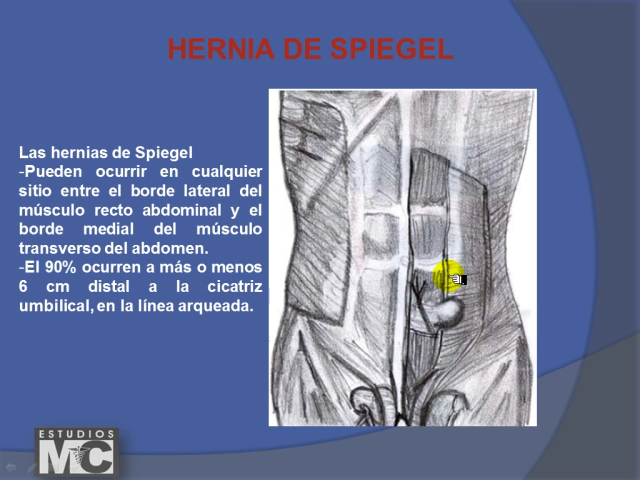 HERNIA DE SPIEGEL
Las hernias de Spiegel
-Pueden ocurrir en cualquier
sitio entre el borde lateral del
músculo recto abdominal y el
borde medial del músculo
transverso del abdomen.
-El 90% ocurren a más o menos
6 cm distal a la cicatriz
umbilical, en la línea arqueada.
ESTUDIOS
MC